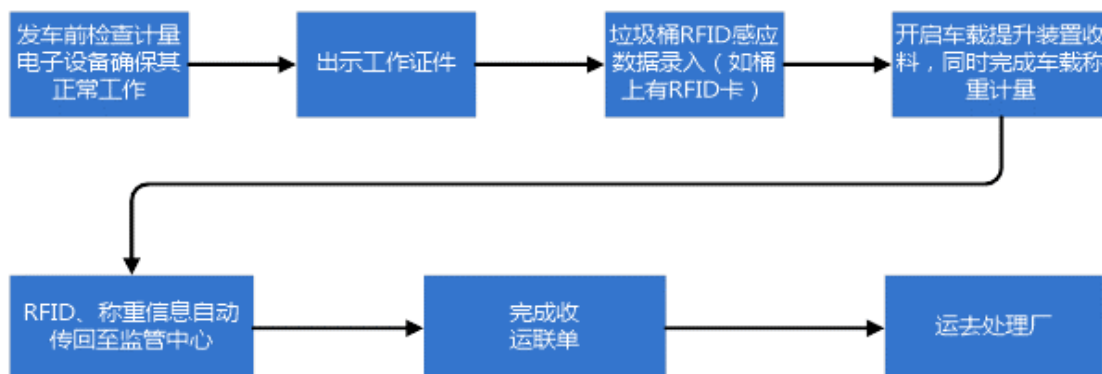 发车前检查计量
电子设备确保其
正常工作
出示工作证件
垃圾桶RFID感应
数据录入（如桶
上有RFID卡）
开启车载提升装置收
料，同时完成车载称
重计量
RFID、称重信息自动
传回至监管中心
完成收
运联单
运去处理厂